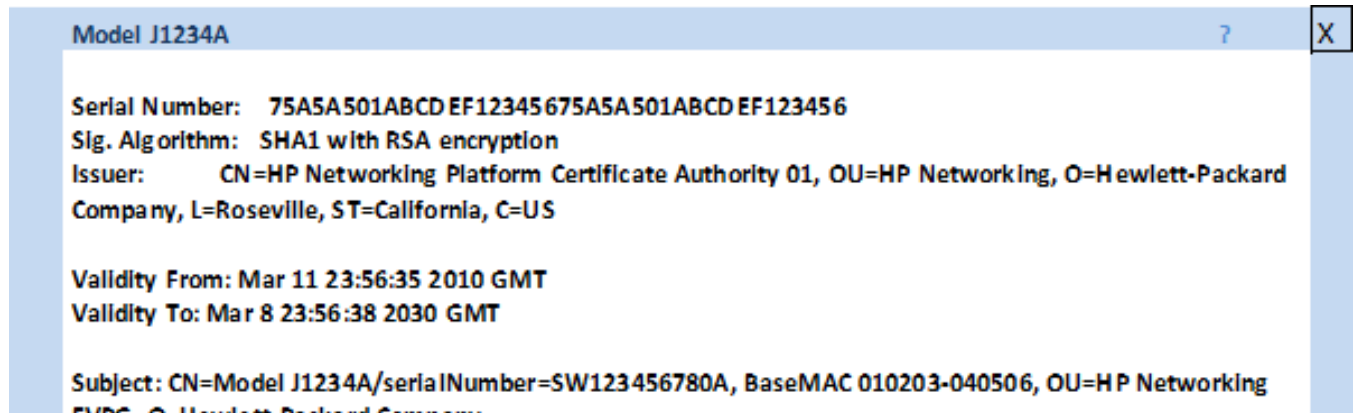 Model J1234A ? X
Serial Number: 75A5A501ABCDEF12345675A5A501ABCDEF123456
Sig. Algorithm: SHA1 with RSA encryption
Issuer: CN=HP Networking Platform Certificate Authority 01, OU=HP Networking, O=Hewlett-Packard
Company, L=Roseville, ST=California, C=US
Validity From: Mar 11 23:56:35 2010 GMT
Validity To: Mar 8 23:56:38 2030 GMT
Subject: CN=Model J1234A/serialNumber=SW123456780A, BaseMAC 010203-040506, OU=HP Networking
O=Hewlett-Packard Company